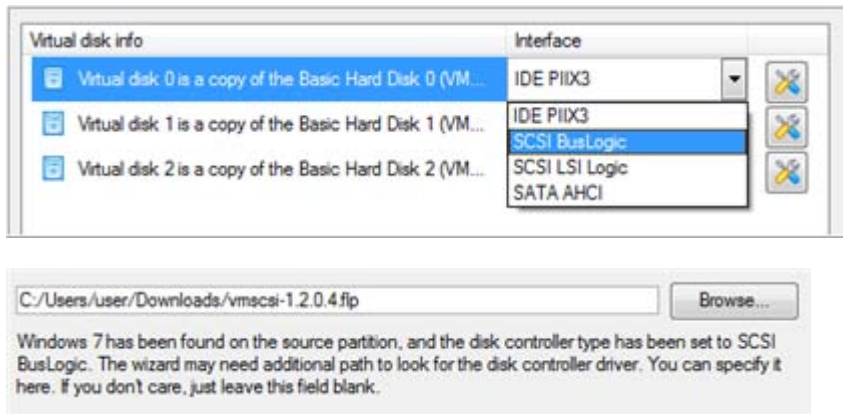 Virtual disk info Interface
Virtual disk 0 is a copy of the Basic Hard Disk 0 (VM... IDE PIIX3
IDE PIIX3
Virtual disk 1 is a copy of the Basic Hard Disk 1 (VM... SCSI BusLogic
Virtual disk 2 is a copy of the Basic Hard Disk 2 (VM... SCSI LSI Logic
SATA AHCI
C:/Users/user/Downloads/vmscsi-1.2.0.4.flp Browse...
Windows 7 has been found on the source partition, and the disk controller type has been set to SCSI
BusLogic. The wizard may need additional path to look for the disk controller driver. You can specify it
here. If you don't care, just leave this field blank.